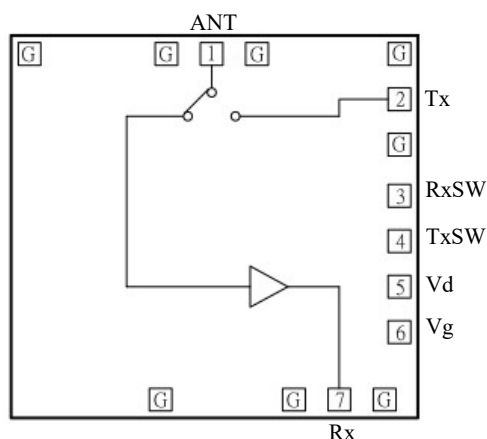 ANT
G G 1 G G
2 Tx
G
3 RxSW
4 TxSW
5 Vd
6 Vg
G G 7 G
Rx